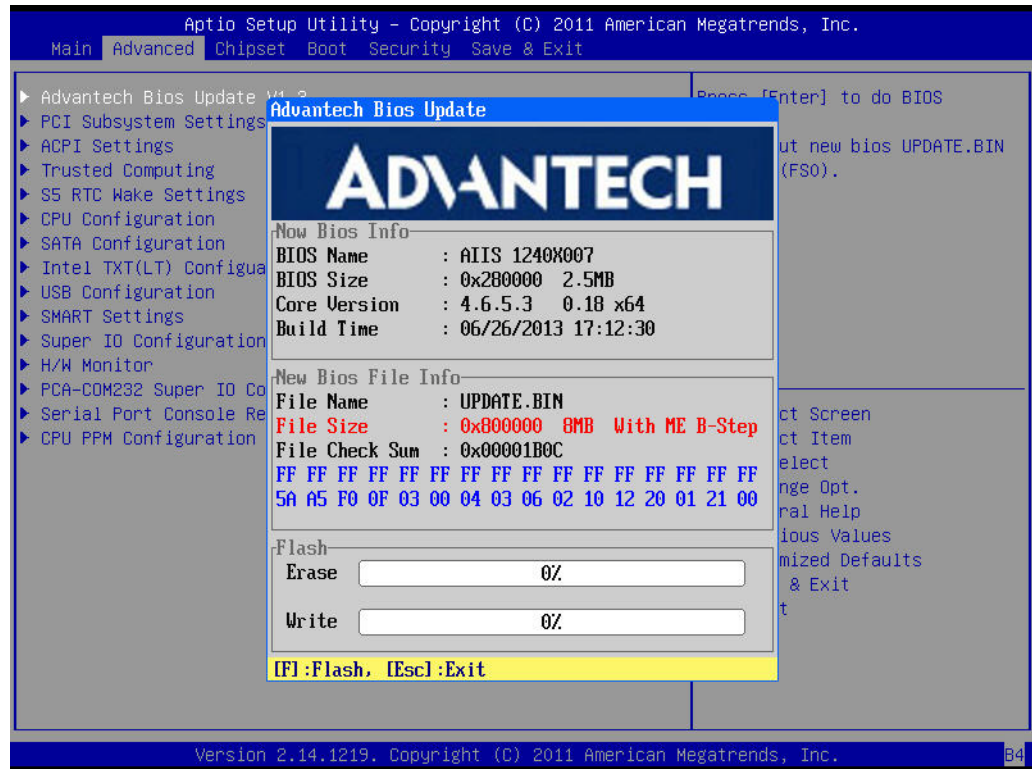 Aptio Setup Utility – Copyright (C) 2011 American Megatrends, Inc.
Main Advanced Chipset Boot Security Save & Exit
Advantech Bios Update V1.3
PCI Subsystem Settings
ACPI Settings
Trusted Computing
S5 RTC Wake Settings
CPU Configuration
SATA Configuration
Intel TXT(LT) Configua
USB Configuration
SMART Settings
Super IO Configuration
H/W Monitor
PCA-COM232 Super IO Co
Serial Port Console Re
CPU PPM Configuration
Advantech Bios Update
ADVANTECH
Now Bios Info
BIOS Name : AIIS 1240X007
BIOS Size : 0x280000 2.5MB
Core Version : 4.6.5.3 0.18 x64
Build Time : 06/26/2013 17:12:30
New Bios File Info
File Name : UPDATE.BIN
File Size : 0x800000 8MB With ME B-Step
File Check Sum : 0x00001B0C
FF FF FF FF FF FF FF FF FF FF FF FF FF FF FF FF
5A A5 F0 0F 03 00 04 03 06 02 10 12 20 01 21 00
Flash
Erase 0%
Write 0%
[F]:Flash, [Esc]:Exit
Press [Enter] to do BIOS
ut new bios UPDATE.BIN
(FS0).
ct Screen
ct Item
elect
nge Opt.
ral Help
ious Values
mized Defaults
& Exit
t
Version 2.14.1219. Copyright (C) 2011 American Megatrends, Inc.
B4